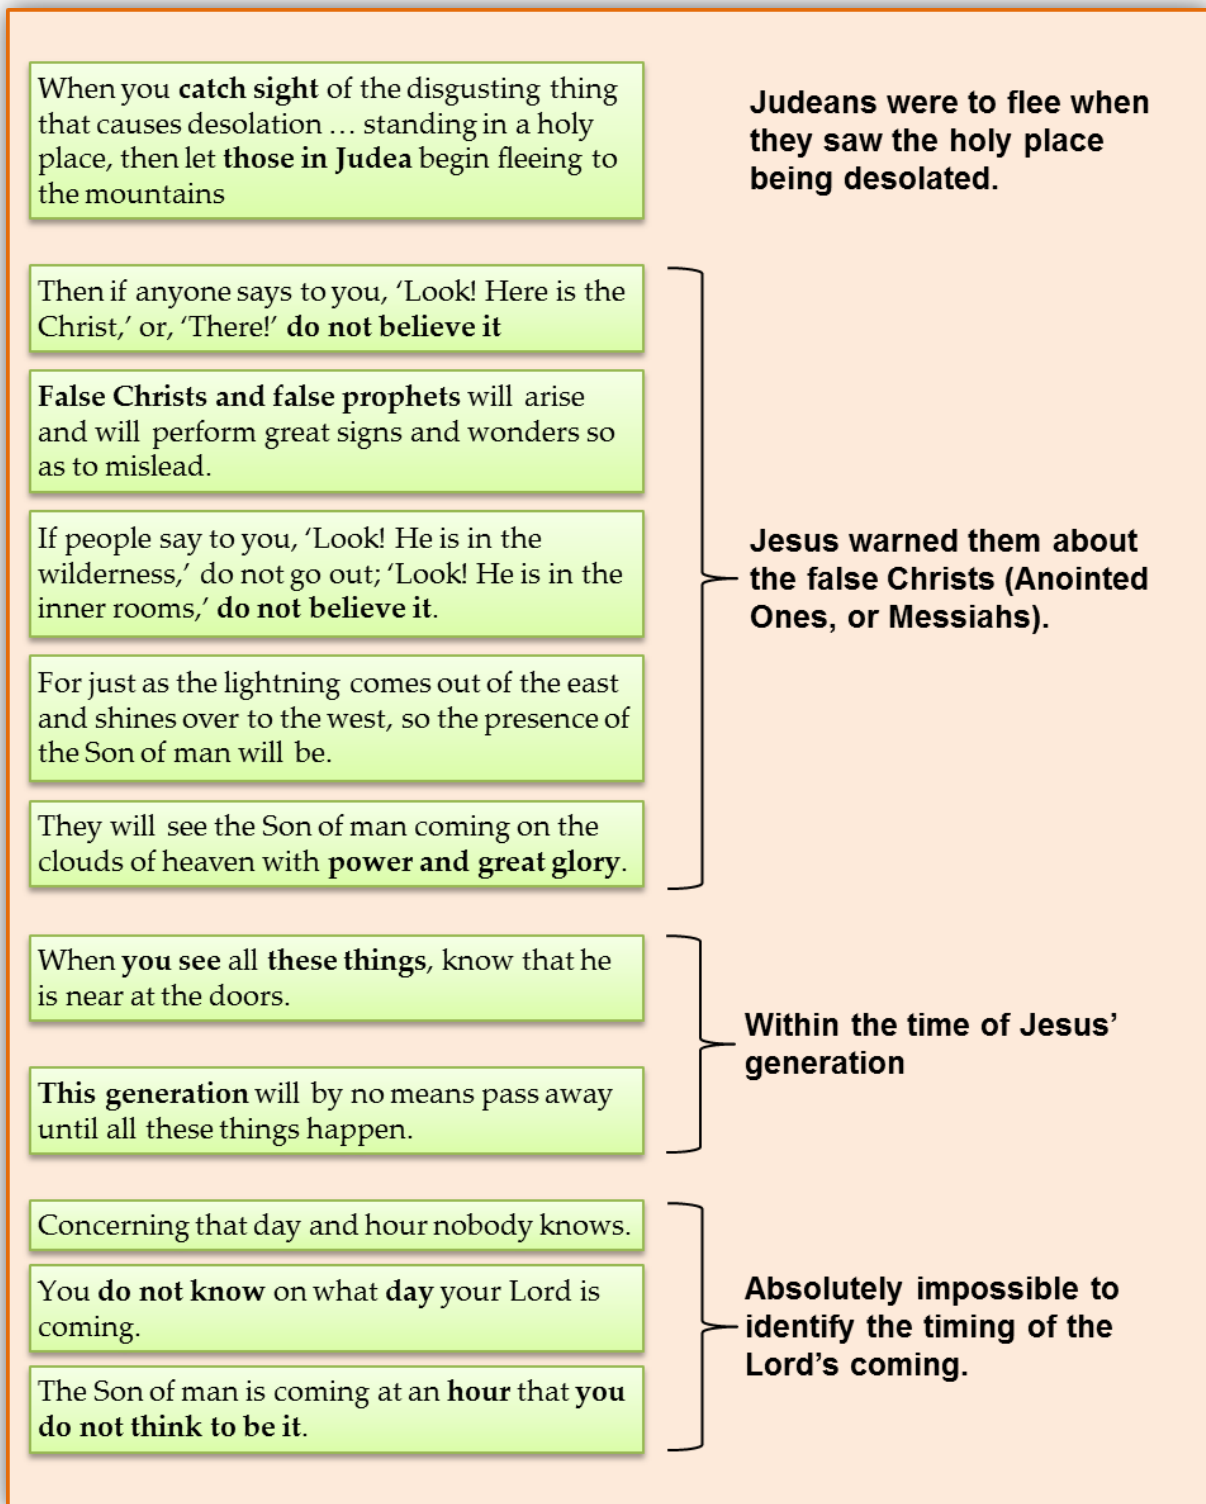 When you catch sight of the disgusting thing
that causes desolation … standing in a holy
place, then let those in Judea begin fleeing to
the mountains
Judeans were to flee when
they saw the holy place
being desolated.
Then if anyone says to you, ‘Look! Here is the
Christ,’ or, ‘There!’ do not believe it
False Christs and false prophets will arise
and will perform great signs and wonders so
as to mislead.
If people say to you, ‘Look! He is in the
wilderness,’ do not go out; ‘Look! He is in the
inner rooms,’ do not believe it.
For just as the lightning comes out of the east
and shines over to the west, so the presence of
the Son of man will be.
They will see the Son of man coming on the
clouds of heaven with power and great glory.
Jesus warned them about
the false Christs (Anointed
Ones, or Messiahs).
When you see all these things, know that he
is near at the doors.
This generation will by no means pass away
until all these things happen.
Within the time of Jesus’
generation
Concerning that day and hour nobody knows.
You do not know on what day your Lord is
coming.
The Son of man is coming at an hour that you
do not think to be it.
Absolutely impossible to
identify the timing of the
Lord’s coming.